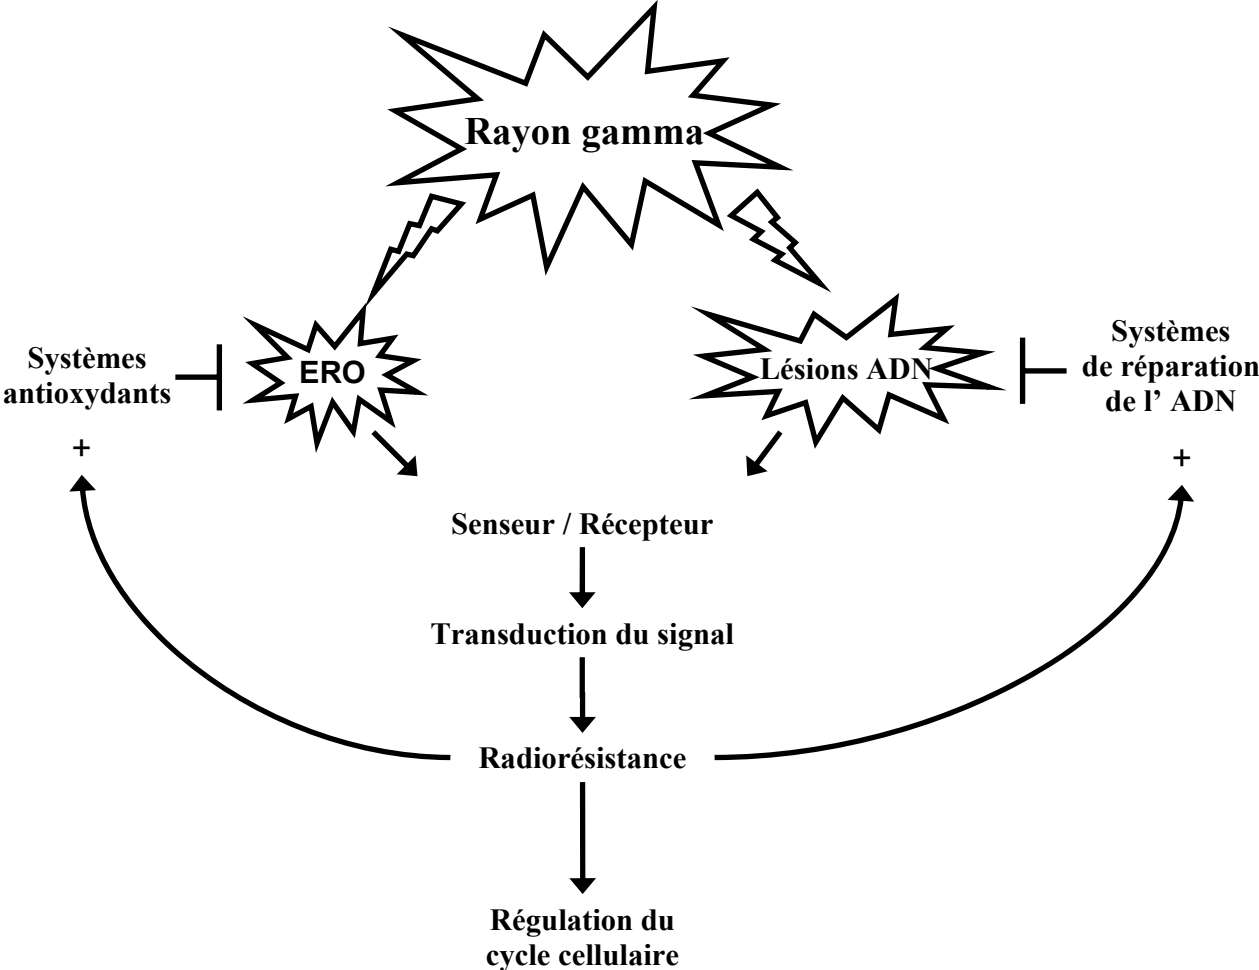 Rayon gamma
Systèmes
antioxydants
+
ERO
Lésions ADN
Systèmes
de réparation
de l’ ADN
+
Senseur / Récepteur
Transduction du signal
Radiorésistance
Régulation du
cycle cellulaire